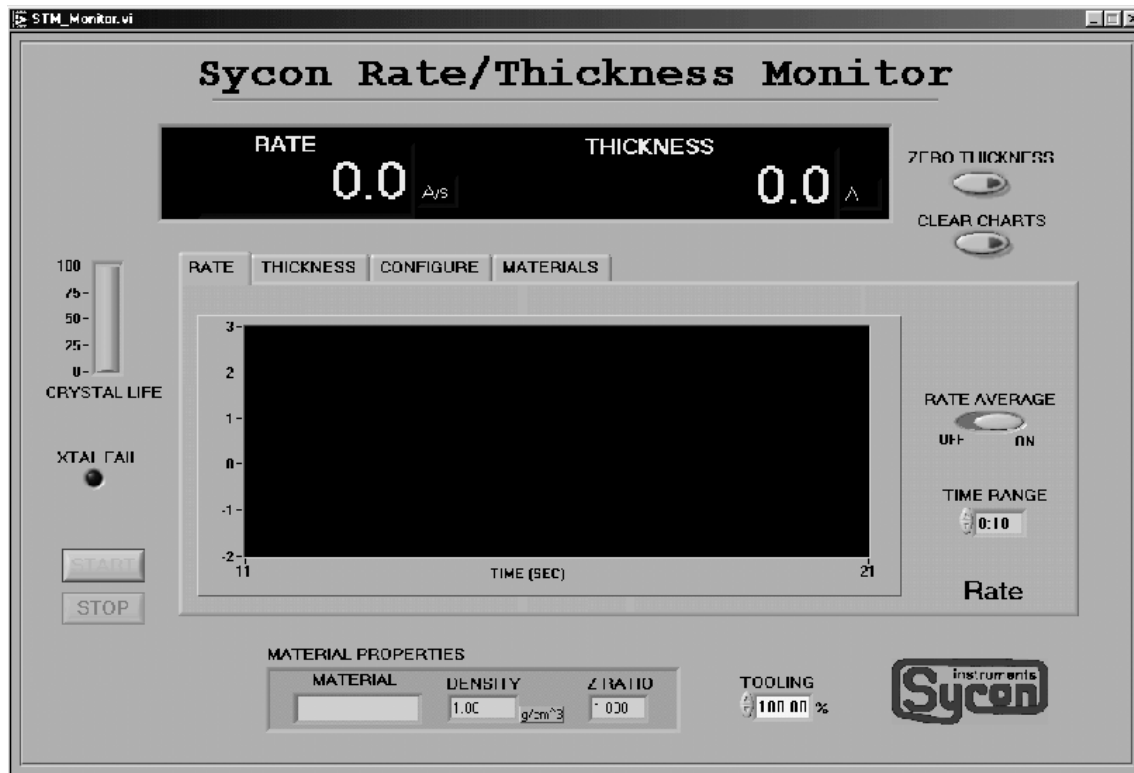 STM_Monitor.vi
Sycon Rate/Thickness Monitor
RATE
0.0 A/s
THICKNESS
0.0 A
ZERO THICKNESS
CLEAR CHARTS
100
75
50
25
0
CRYSTAL LIFE
XTAL FAIL
START
STOP
RATE THICKNESS CONFIGURE MATERIALS
3
2
1
0
-1
-2
11 TIME (SEC) 21
RATE AVERAGE
OFF ON
TIME RANGE
0:10
Rate
MATERIAL PROPERTIES
MATERIAL DENSITY Z RATIO
1.00 g/cm^3 1.000
TOOLING
100.00 %
Sycon instruments